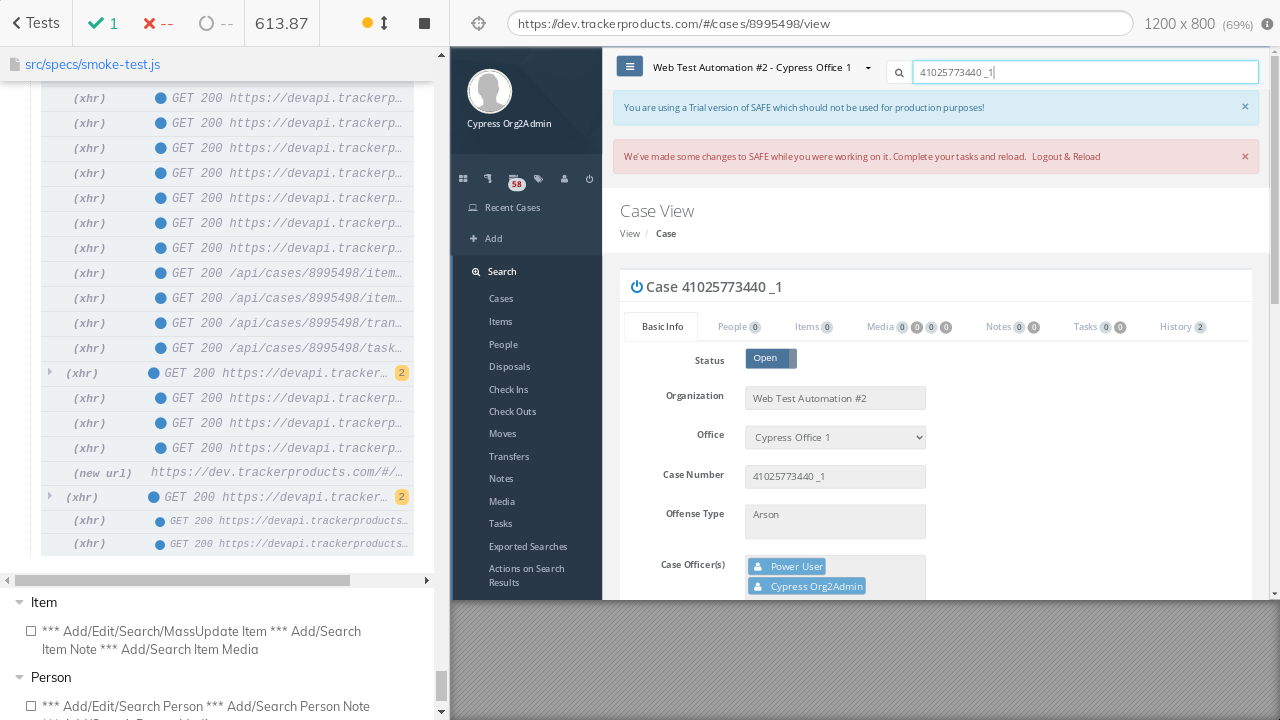 Tests
1
--
--
613.87
https://dev.trackerproducts.com/#/cases/8995498/view
1200 x 800 (69%)
src/specs/smoke-test.js
(xhr) GET 200 https://devapi.trackerp…
(xhr) GET 200 https://devapi.trackerp…
(xhr) GET 200 https://devapi.trackerp…
(xhr) GET 200 https://devapi.trackerp…
(xhr) GET 200 https://devapi.trackerp…
(xhr) GET 200 https://devapi.trackerp…
(xhr) GET 200 https://devapi.trackerp…
(xhr) GET 200 /api/cases/8995498/item…
(xhr) GET 200 /api/cases/8995498/item…
(xhr) GET 200 /api/cases/8995498/tran…
(xhr) GET 200 /api/cases/8995498/task…
(xhr) GET 200 https://devapi.tracker… 2
(xhr) GET 200 https://devapi.trackerp…
(xhr) GET 200 https://devapi.trackerp…
(xhr) GET 200 https://devapi.trackerp…
(new url) https://dev.trackerproducts.com/#/…
(xhr) GET 200 https://devapi.tracker… 2
(xhr) GET 200 https://devapi.trackerproducts…
(xhr) GET 200 https://devapi.trackerproducts…
Item
*** Add/Edit/Search/MassUpdate Item *** Add/Search
Item Note *** Add/Search Item Media
Person
*** Add/Edit/Search Person *** Add/Search Person Note
Cypress Org2Admin
58
Recent Cases
Add
Search
Cases
Items
People
Disposals
Check Ins
Check Outs
Moves
Transfers
Notes
Media
Tasks
Exported Searches
Actions on Search
Results
Web Test Automation #2 - Cypress Office 1
41025773440 _1
You are using a Trial version of SAFE which should not be used for production purposes! ×
We've made some changes to SAFE while you were working on it. Complete your tasks and reload. Logout & Reload ×
Case View
View / Case
Case 41025773440 _1
Basic Info People 0 Items 0 Media 0 0 0 0 Notes 0 0 Tasks 0 0 History 2
Status Open
Organization Web Test Automation #2
Office Cypress Office 1
Case Number 41025773440 _1
Offense Type Arson
Case Officer(s) Power User
Cypress Org2Admin